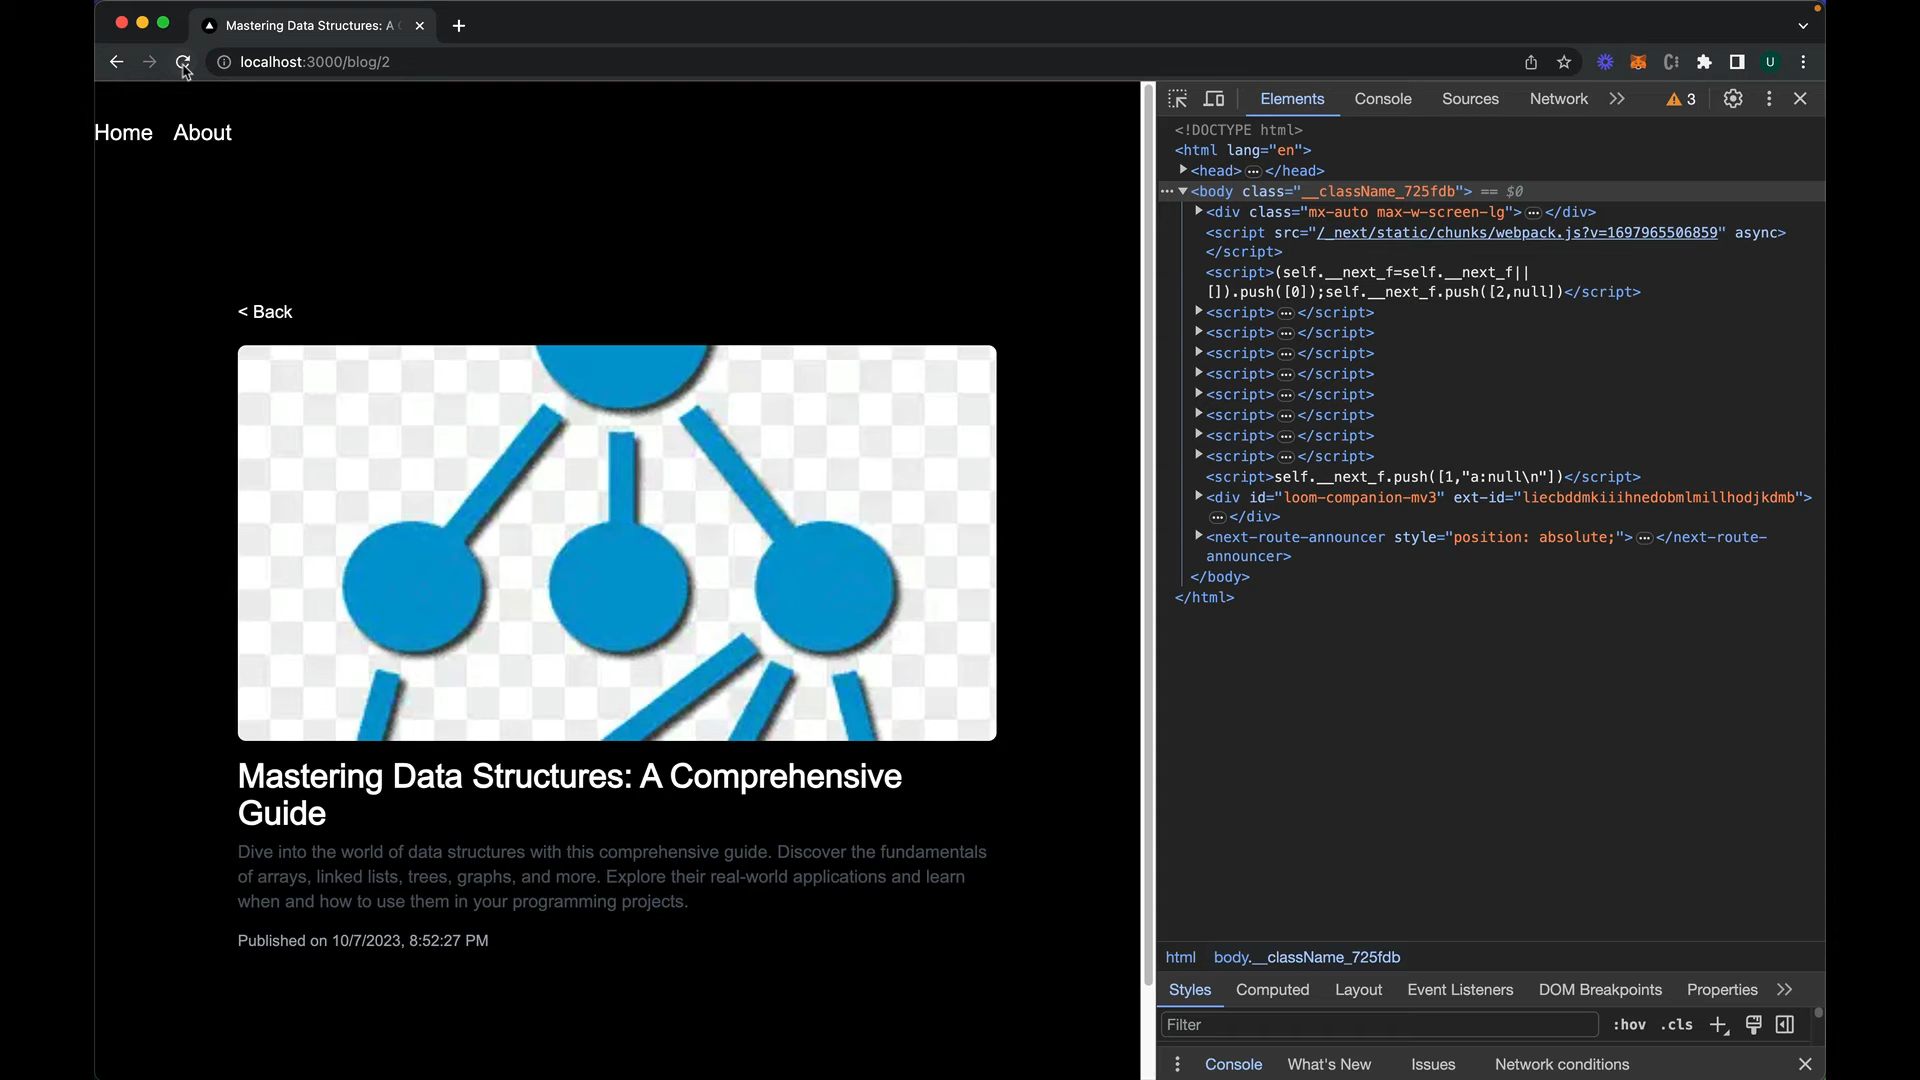 Mastering Data Structures: A C
localhost:3000/blog/2
U
Home About
< Back
Mastering Data Structures: A Comprehensive
Guide
Dive into the world of data structures with this comprehensive guide. Discover the fundamentals
of arrays, linked lists, trees, graphs, and more. Explore their real-world applications and learn
when and how to use them in your programming projects.
Published on 10/7/2023, 8:52:27 PM
Elements Console Sources Network 3
<!DOCTYPE html>
<html lang="en">
<head>…</head>
<body class="__className_725fdb"> == $0
<div class="mx-auto max-w-screen-lg">…</div>
<script src="/_next/static/chunks/webpack.js?v=1697965506859" async>
</script>
<script>(self.__next_f=self.__next_f||
[]).push([0]);self.__next_f.push([2,null])</script>
<script>…</script>
<script>…</script>
<script>…</script>
<script>…</script>
<script>…</script>
<script>…</script>
<script>…</script>
<script>…</script>
<script>self.__next_f.push([1,"a:null\n"])</script>
<div id="loom-companion-mv3" ext-id="liecbddmkiiihnedobmlmillhodjkdmb">
…</div>
<next-route-announcer style="position: absolute;">…</next-route-
announcer>
</body>
</html>
html body.__className_725fdb
Styles Computed Layout Event Listeners DOM Breakpoints Properties
Filter :hov .cls
Console What's New Issues Network conditions